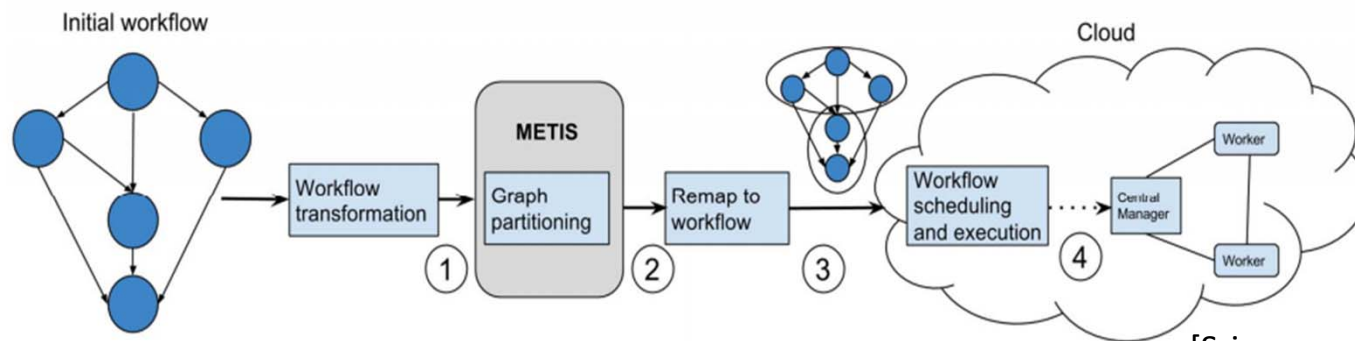 Initial workflow
Workflow
transformation
1
METIS
Graph
partitioning
2
Remap to
workflow
3
Cloud
Workflow
scheduling
and execution
4
Central
Manager
Worker
Worker